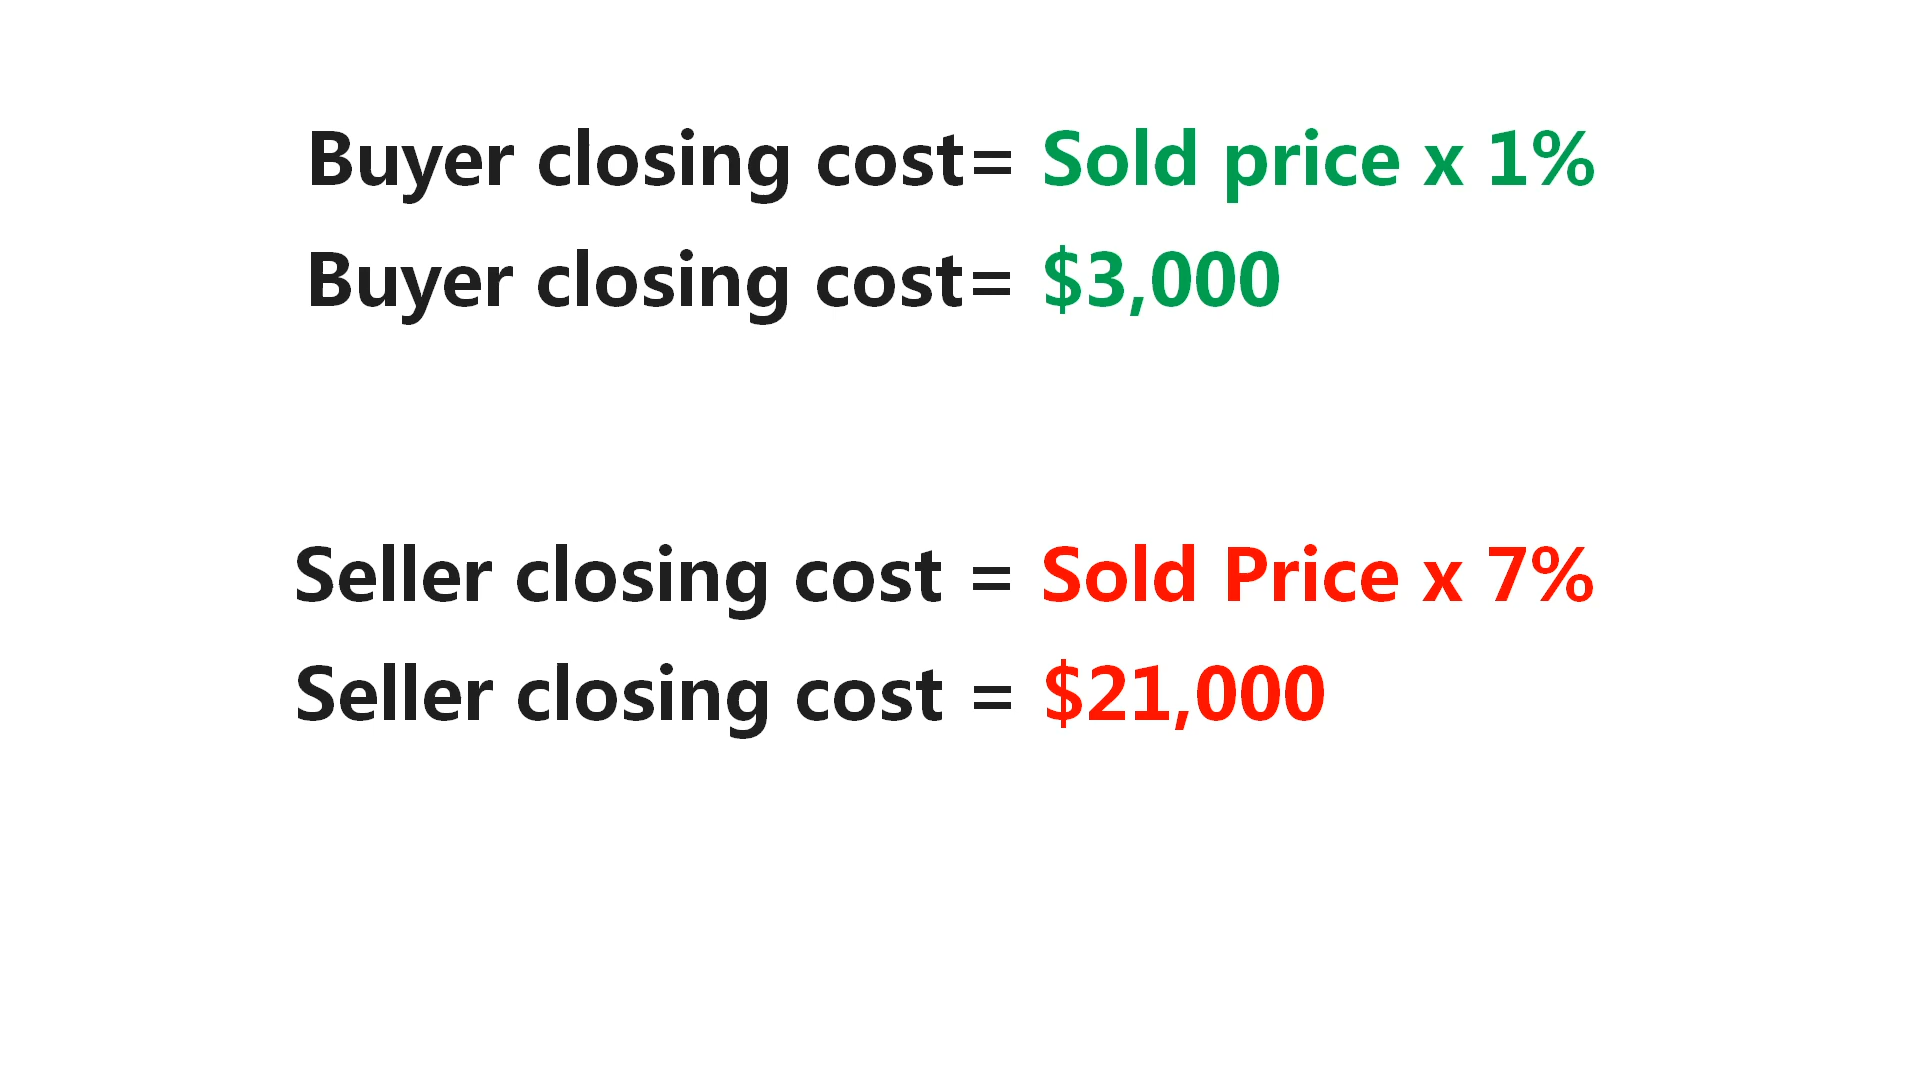 Buyer closing cost= Sold price x 1%
Buyer closing cost= $3,000
Seller closing cost = Sold Price x 7%
Seller closing cost = $21,000